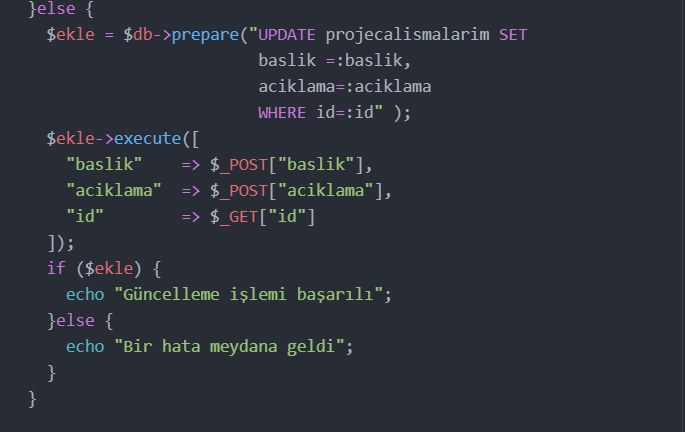 }else {
$ekle = $db->prepare("UPDATE projecalismalarim SET
baslik =:baslik,
aciklama=:aciklama
WHERE id=:id" );
$ekle->execute([
"baslik"    => $_POST["baslik"],
"aciklama"  => $_POST["aciklama"],
"id"        => $_GET["id"]
]);
if ($ekle) {
echo "Güncelleme işlemi başarılı";
}else {
echo "Bir hata meydana geldi";
}
}